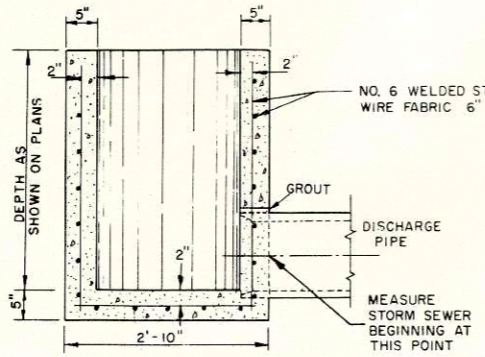 5"
5"
2"
2"
NO. 6 WELDED
WIRE FABRIC 6"
DEPTH AS
SHOWN ON PLANS
GROUT
DISCHARGE
PIPE
2"
5"
2'-10"
MEASURE
STORM SEWER
BEGINNING AT
THIS POINT